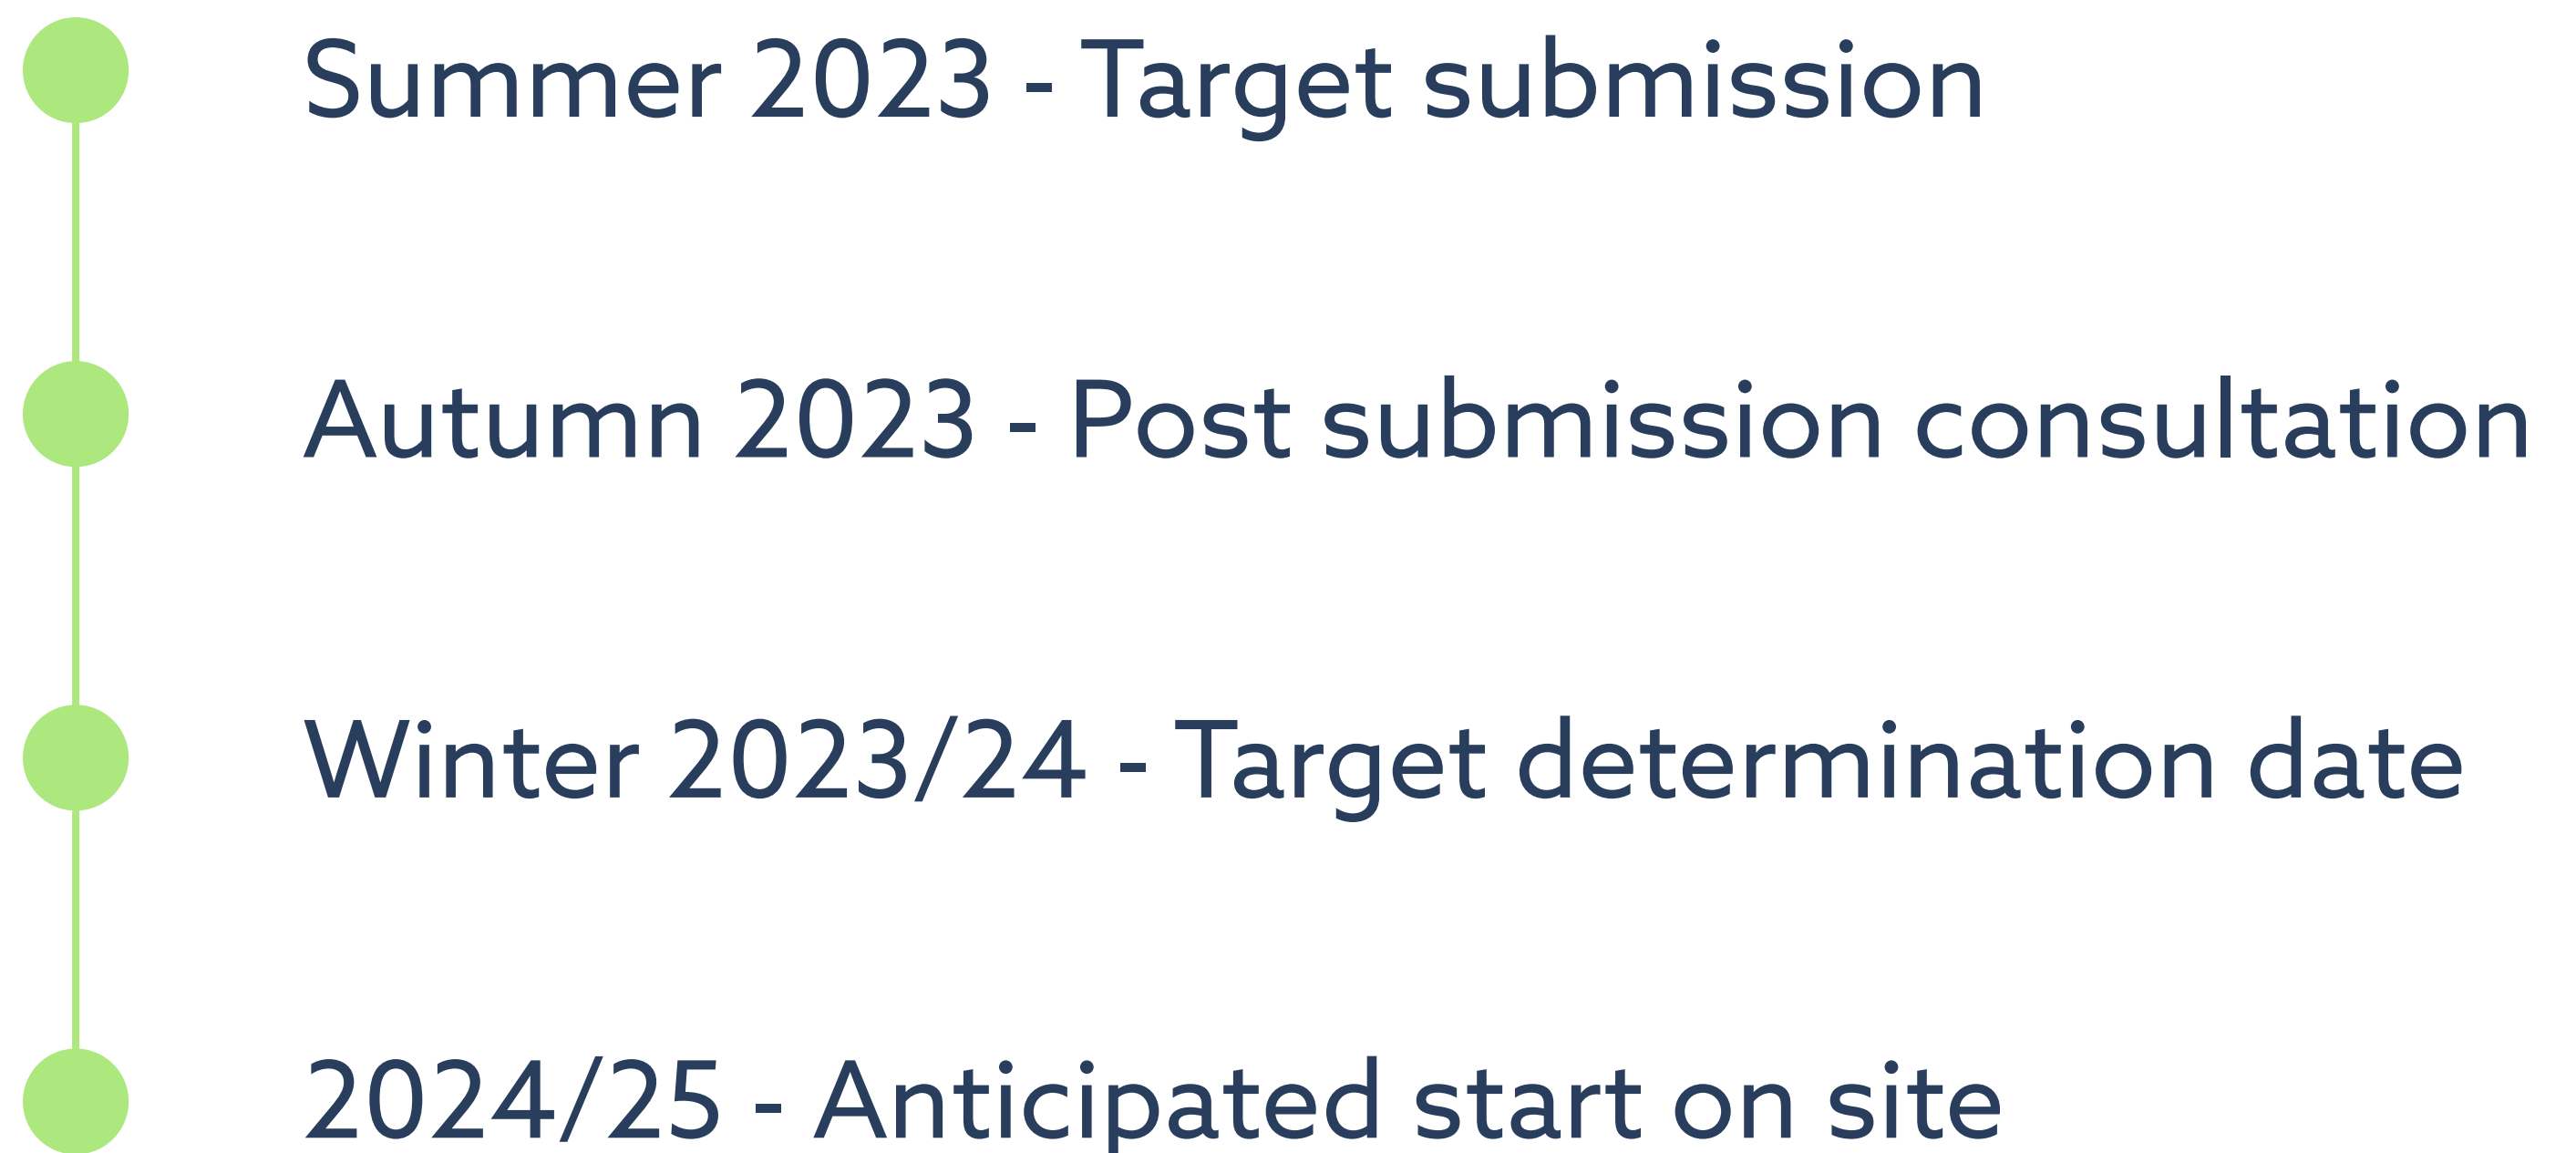 Summer 2023 - Target submission
Autumn 2023 - Post submission consultation
Winter 2023/24 - Target determination date
2024/25 - Anticipated start on site